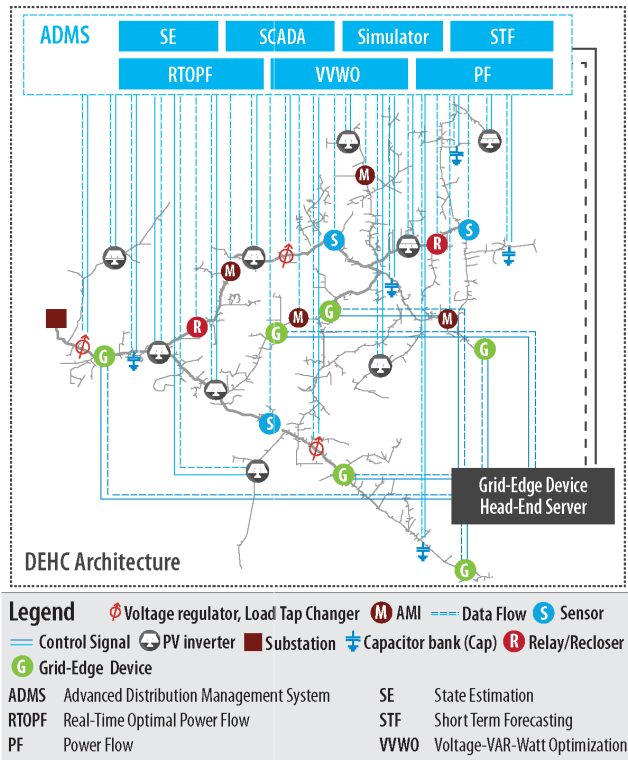 ADMS
SE
SCADA
Simulator
STF
RTOPF
VVWO
PF
M
S
R
S
M
R
G
M
G
M
G
G
S
G
G
Grid-Edge Device
Head-End Server
DEHC Architecture
Legend
Voltage regulator, Load Tap Changer
M AMI
Data Flow
S Sensor
Control Signal
PV inverter
Substation
Capacitor bank (Cap)
R Relay/Recloser
G Grid-Edge Device
ADMS Advanced Distribution Management System
SE State Estimation
RTOPF Real-Time Optimal Power Flow
STF Short Term Forecasting
PF Power Flow
VVWO Voltage-VAR-Watt Optimization